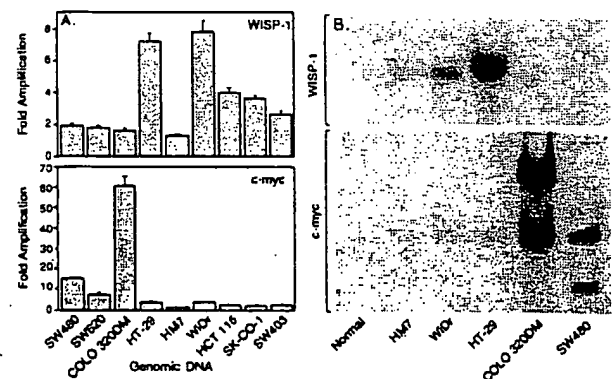 A.
WISP-1
Fold Amplification
8
6
4
2
0
c-myc
Fold Amplification
70
60
50
40
30
20
10
0
SW480
SW620
COLO 320DM
HT-29
HM7
WiDr
HCT 116
SK-CO-1
SW403
Genomic DNA
B.
WISP-1
c-myc
Normal
HM7
WiDr
HT-29
COLO 320DM
SW480